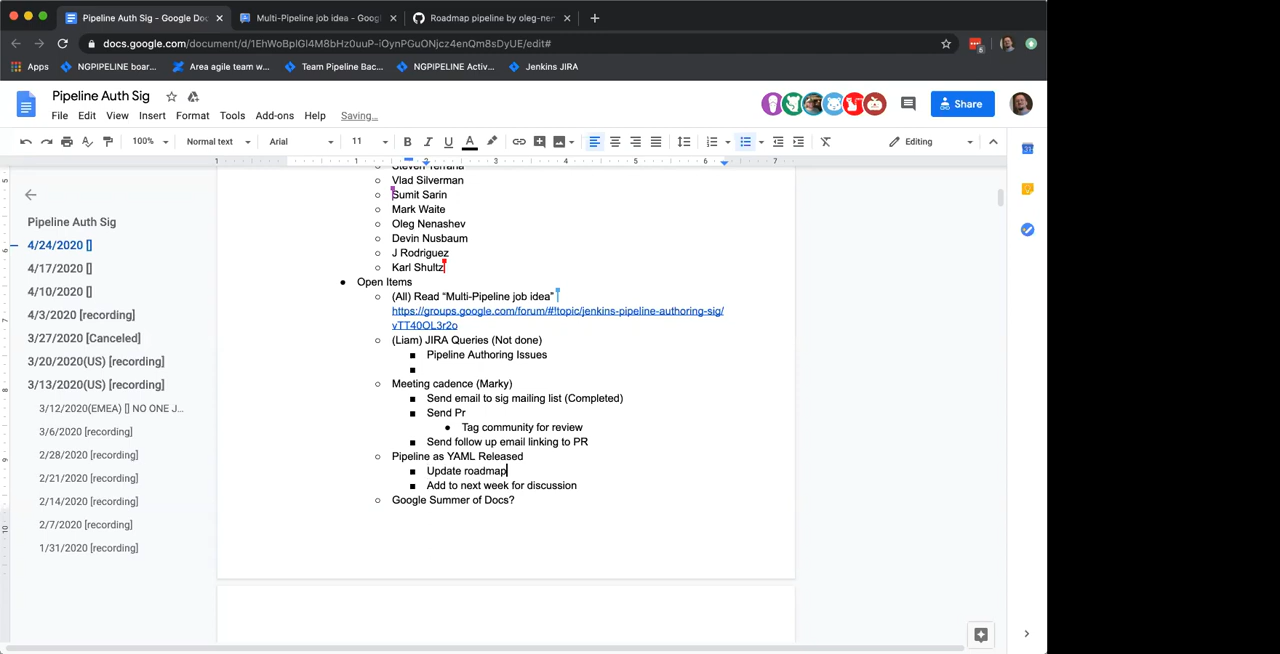 Pipeline Auth Sig - Google Doc
Multi-Pipeline job idea - Goog
Roadmap pipeline by oleg-nen
docs.google.com/document/d/1EhWoBplGl4M8bHz0uuP-iOynPGuONjcz4enQm8sDyUE/edit#
Apps
NGPIPELINE boar...
Area agile team w...
Team Pipeline Bac...
NGPIPELINE Activ...
Jenkins JIRA
Pipeline Auth Sig
File Edit View Insert Format Tools Add-ons Help Saving...
Share
100% Normal text Arial 11 Editing
1 1 2 3 4 5 6 7
Pipeline Auth Sig
4/24/2020 []
4/17/2020 []
4/10/2020 []
4/3/2020 [recording]
3/27/2020 [Canceled]
3/20/2020(US) [recording]
3/13/2020(US) [recording]
3/12/2020(EMEA) [] NO ONE J...
3/6/2020 [recording]
2/28/2020 [recording]
2/21/2020 [recording]
2/14/2020 [recording]
2/7/2020 [recording]
1/31/2020 [recording]
Vlad Silverman
Sumit Sarin
Mark Waite
Oleg Nenashev
Devin Nusbaum
J Rodriguez
Karl Shultz
Open Items
(All) Read “Multi-Pipeline job idea”
https://groups.google.com/forum/#!topic/jenkins-pipeline-authoring-sig/
vTT40OL3r2o
(Liam) JIRA Queries (Not done)
Pipeline Authoring Issues
Meeting cadence (Marky)
Send email to sig mailing list (Completed)
Send Pr
Tag community for review
Send follow up email linking to PR
Pipeline as YAML Released
Update roadmap
Add to next week for discussion
Google Summer of Docs?